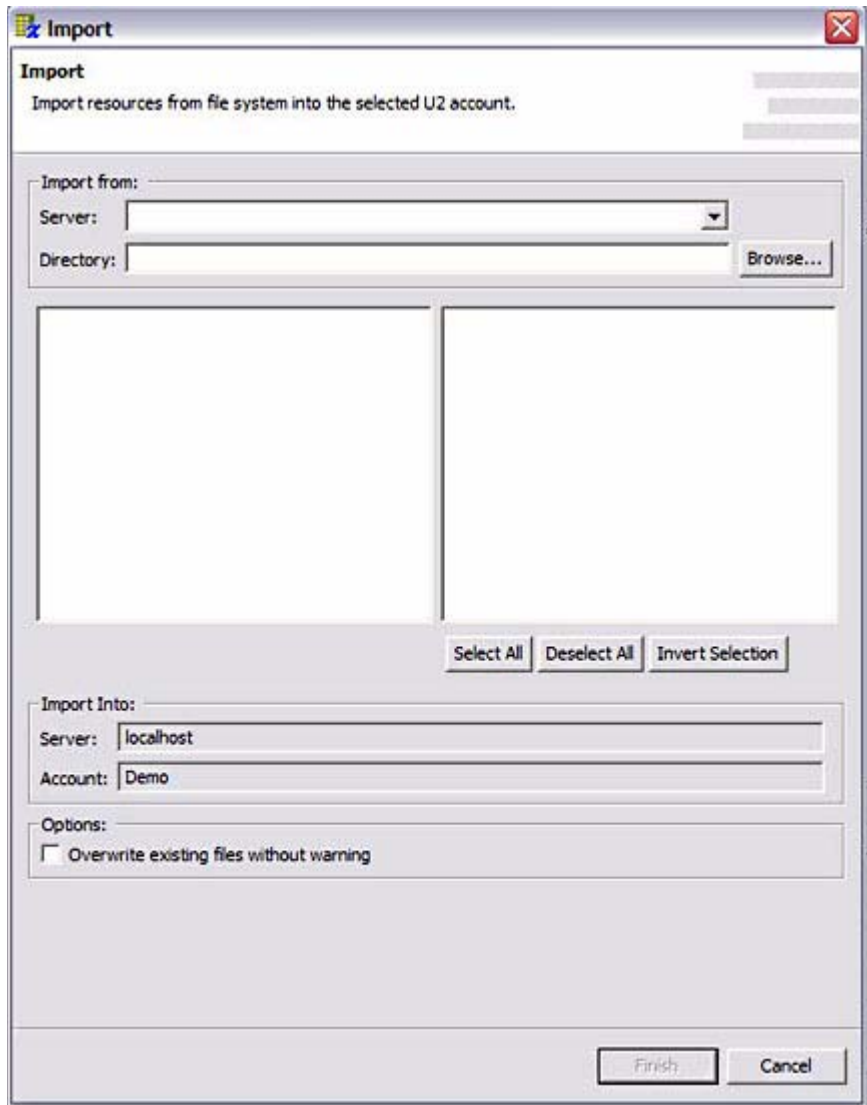 Import
Import
Import resources from file system into the selected U2 account.
Import from:
Server:
Directory: Browse...
Select All Deselect All Invert Selection
Import Into:
Server: localhost
Account: Demo
Options:
Overwrite existing files without warning
Finish Cancel